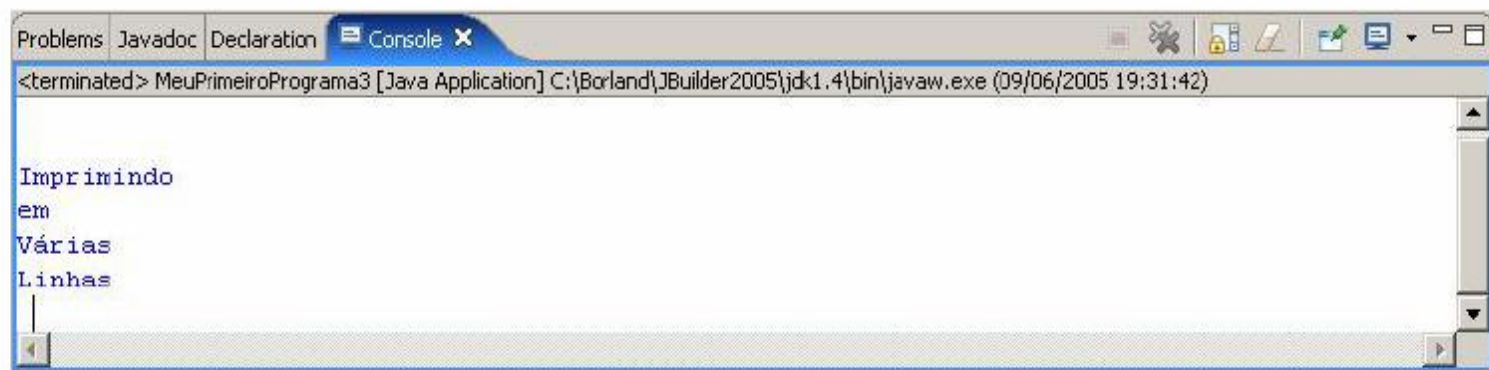 Problems Javadoc Declaration Console
<terminated> MeuPrimeiroPrograma3 [Java Application] C:\Borland\JBuilder2005\jdk1.4\bin\javaw.exe (09/06/2005 19:31:42)
Imprimindo
em
Várias
Linhas